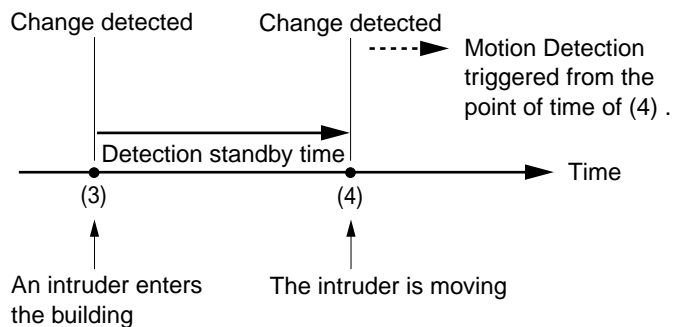 Change detected
Change detected
Motion Detection
triggered from the
point of time of (4) .
Detection standby time
Time
(3)
(4)
An intruder enters
the building
The intruder is moving